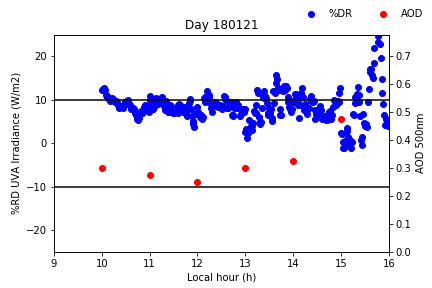 %DR AOD
Day 180121
%RD UVA Irradiance (W/m2)
20
10
0
−10
−20
0.7
0.6
0.5
0.4
0.3
0.2
0.1
0.0
AOD 500nm
9 10 11 12 13 14 15 16
Local hour (h)